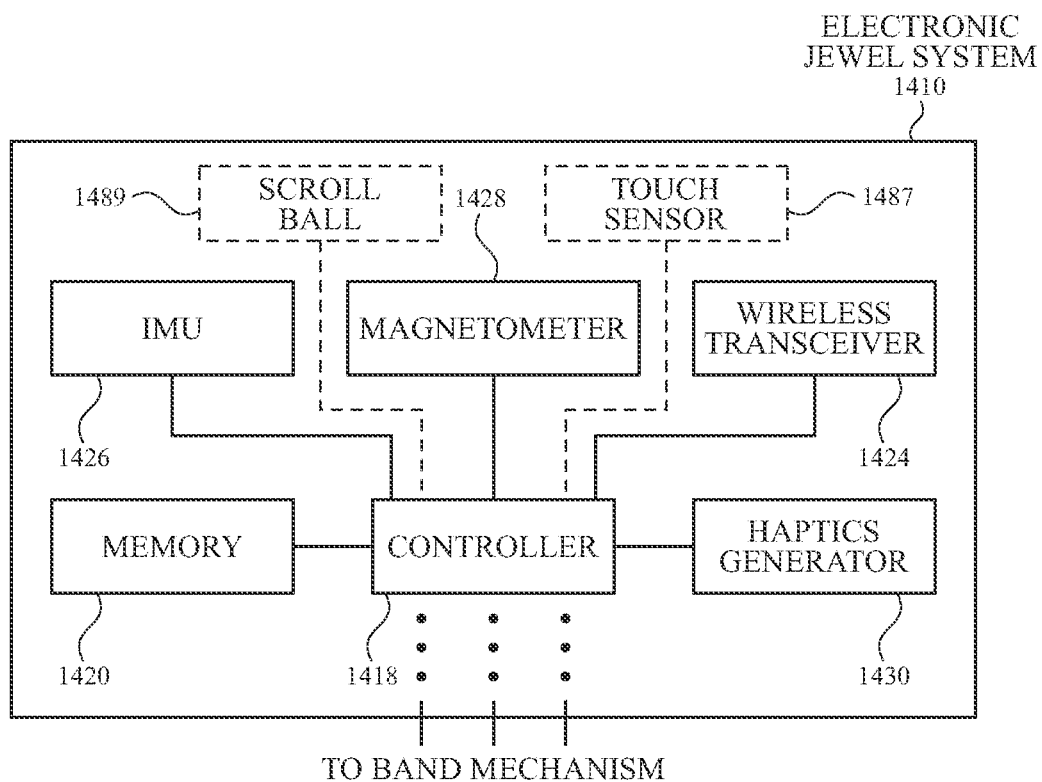 ELECTRONIC
JEWEL SYSTEM
1410
1489
SCROLL
BALL
1428
TOUCH
SENSOR
1487
IMU
MAGNETOMETER
WIRELESS
TRANSCEIVER
1426
1424
MEMORY
CONTROLLER
HAPTICS
GENERATOR
1420
1418
1430
TO BAND MECHANISM